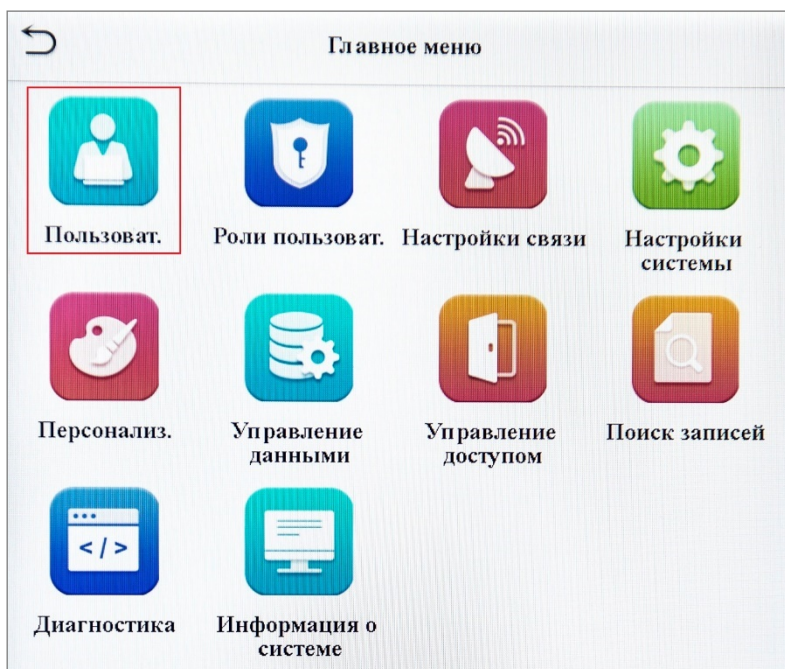 Главное меню
Пользоват.
Роли пользоват.
Настройки связи
Настройки
системы
Персонализ.
Управление
данными
Управление
доступом
Поиск записей
</>
Диагностика
Информация о
системе